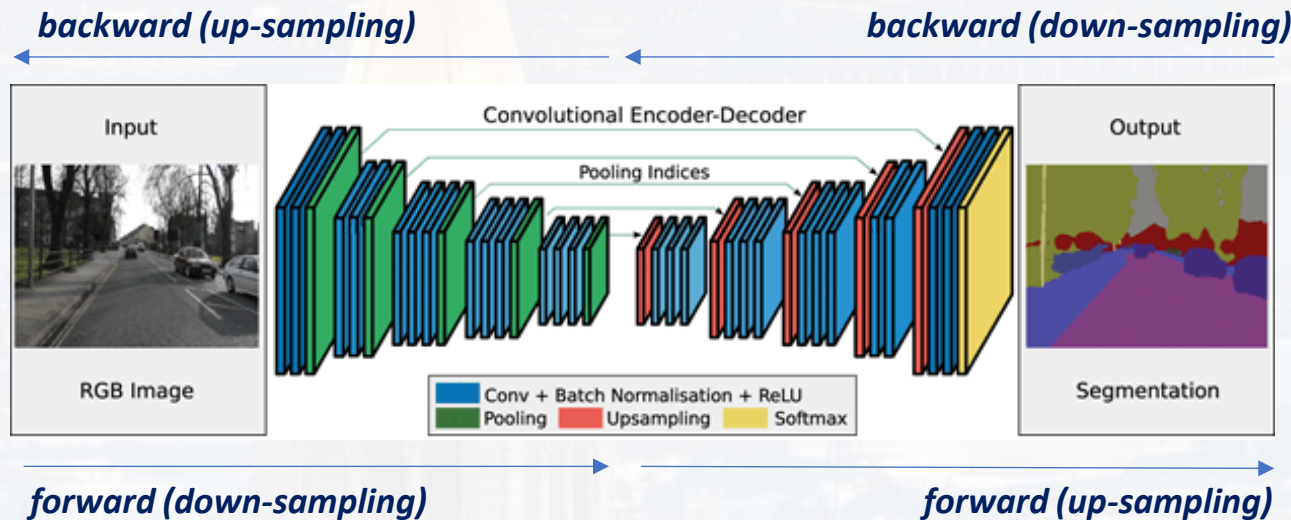 backward (up-sampling)
backward (down-sampling)
Input
Convolutional Encoder-Decoder
Output
Pooling Indices
RGB Image
Conv + Batch Normalisation + ReLU
Pooling Upsampling Softmax
Segmentation
forward (down-sampling)
forward (up-sampling)